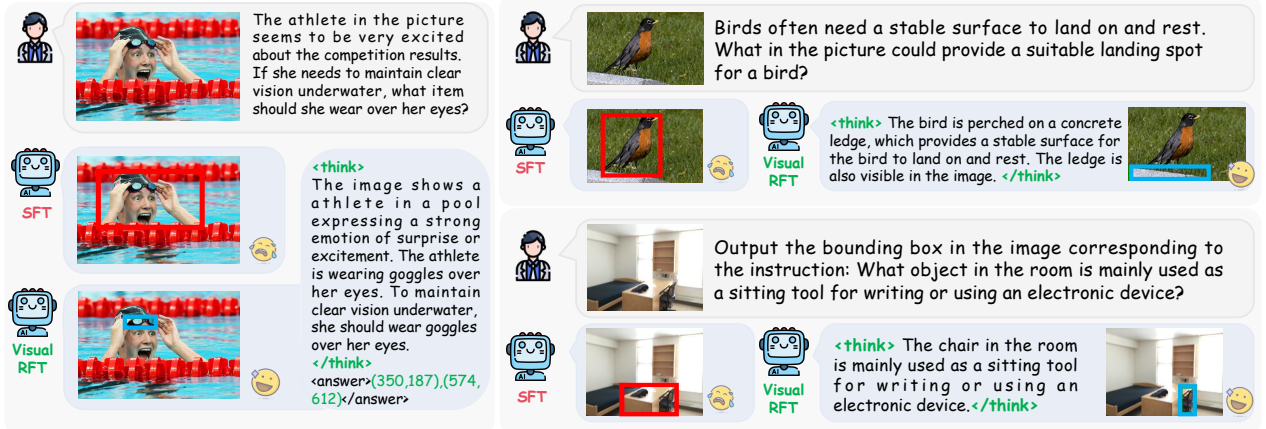 The athlete in the picture
seems to be very excited
about the competition results.
If she needs to maintain clear
vision underwater, what item
should she wear over her eyes?
AI
SFT
AI
Visual
RFT
<think>
The image shows a
athlete in a pool
expressing a strong
emotion of surprise or
excitement. The athlete
is wearing goggles over
her eyes. To maintain
clear vision underwater,
she should wear goggles
over her eyes.
</think>
<answer>(350,187),(574,
612)</answer>
Birds often need a stable surface to land on and rest.
What in the picture could provide a suitable landing spot
for a bird?
AI
SFT
AI
Visual
RFT
<think> The bird is perched on a concrete
ledge, which provides a stable surface for
the bird to land on and rest. The ledge is
also visible in the image. </think>
Output the bounding box in the image corresponding to
the instruction: What object in the room is mainly used as
a sitting tool for writing or using an electronic device?
AI
SFT
AI
Visual
RFT
<think> The chair in the room
is mainly used as a sitting tool
for writing or using an
electronic device.</think>